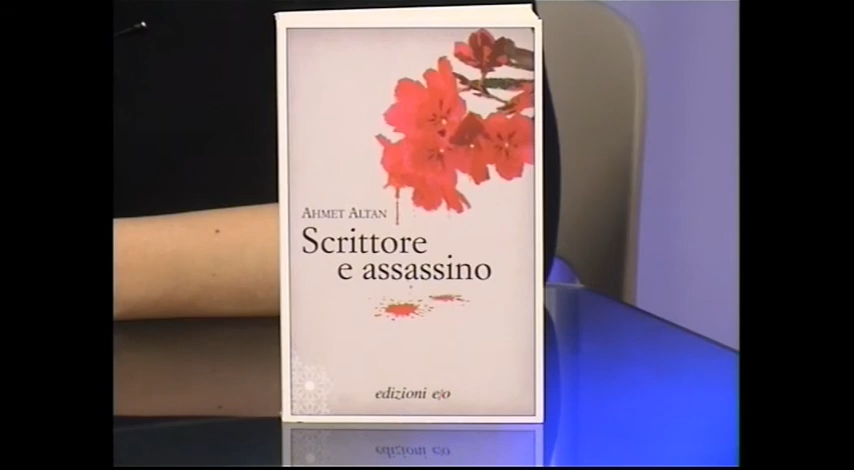 AHMET ALTAN
Scrittore
e assassino
edizioni e/o